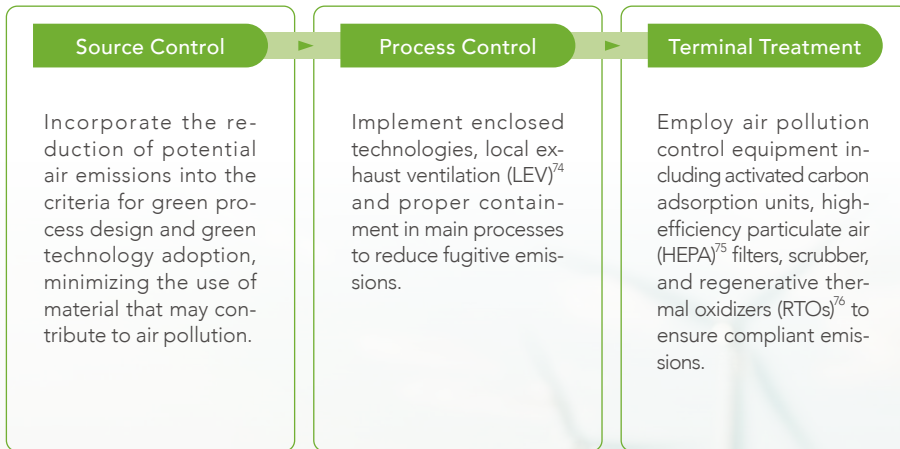 Source Control
Incorporate the re-
duction of potential
air emissions into the
criteria for green pro-
cess design and green
technology adoption,
minimizing the use of
material that may con-
tribute to air pollution.
Process Control
Implement enclosed
technologies, local ex-
haust ventilation (LEV)74
and proper contain-
ment in main processes
to reduce fugitive emis-
sions.
Terminal Treatment
Employ air pollution
control equipment in-
cluding activated carbon
adsorption units, high-
efficiency particulate air
(HEPA)75 filters, scrubber,
and regenerative ther-
mal oxidizers (RTOs)76 to
ensure compliant emis-
sions.